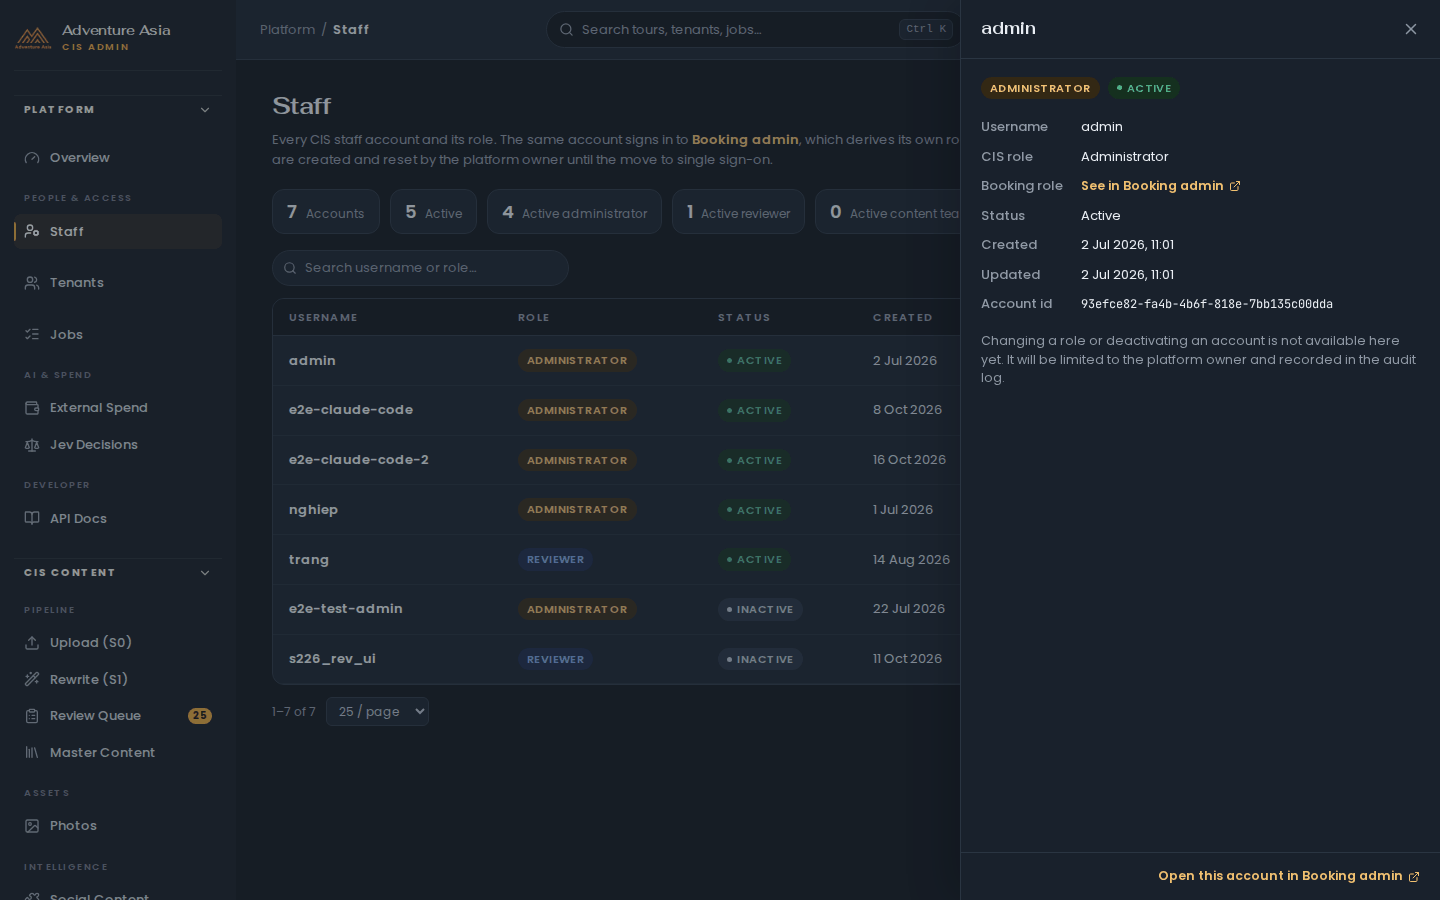 Adventure Asia
CIS ADMIN
Adventure Asia
PLATFORM
Overview
PEOPLE & ACCESS
Staff
Tenants
Jobs
AI & SPEND
External Spend
Jev Decisions
DEVELOPER
API Docs
CIS CONTENT
PIPELINE
Upload (S0)
Rewrite (S1)
Review Queue 25
Master Content
ASSETS
Photos
INTELLIGENCE
Social Content
Platform / Staff
Search tours, tenants, jobs... Ctrl K
Staff
Every CIS staff account and its role. The same account signs in to Booking admin, which derives its own
are created and reset by the platform owner until the move to single sign-on.
7 Accounts
5 Active
4 Active administrator
1 Active reviewer
0 Active content
Search username or role...
USERNAME ROLE STATUS CREATED
admin ADMINISTRATOR ACTIVE 2 Jul 2026
e2e-claude-code ADMINISTRATOR ACTIVE 8 Oct 2026
e2e-claude-code-2 ADMINISTRATOR ACTIVE 16 Oct 2026
nghiep ADMINISTRATOR ACTIVE 1 Jul 2026
trang REVIEWER ACTIVE 14 Aug 2026
e2e-test-admin ADMINISTRATOR INACTIVE 22 Jul 2026
s226_rev_ui REVIEWER INACTIVE 11 Oct 2026
1–7 of 7 25 / page
admin
ADMINISTRATOR ACTIVE
Username admin
CIS role Administrator
Booking role See in Booking admin
Status Active
Created 2 Jul 2026, 11:01
Updated 2 Jul 2026, 11:01
Account id 93efce82-fa4b-4b6f-818e-7bb135c00dda
Changing a role or deactivating an account is not available here
yet. It will be limited to the platform owner and recorded in the audit
log.
Open this account in Booking admin